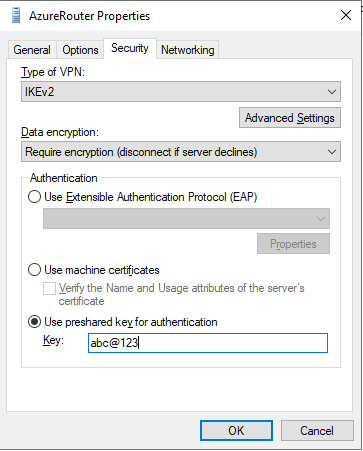 AzureRouter Properties
General Options Security Networking
Type of VPN:
IKEv2
Advanced Settings
Data encryption:
Require encryption (disconnect if server declines)
Authentication
Use Extensible Authentication Protocol (EAP)
Properties
Use machine certificates
Verify the Name and Usage attributes of the server's
certificate
Use preshared key for authentication
Key: abc@123
OK Cancel